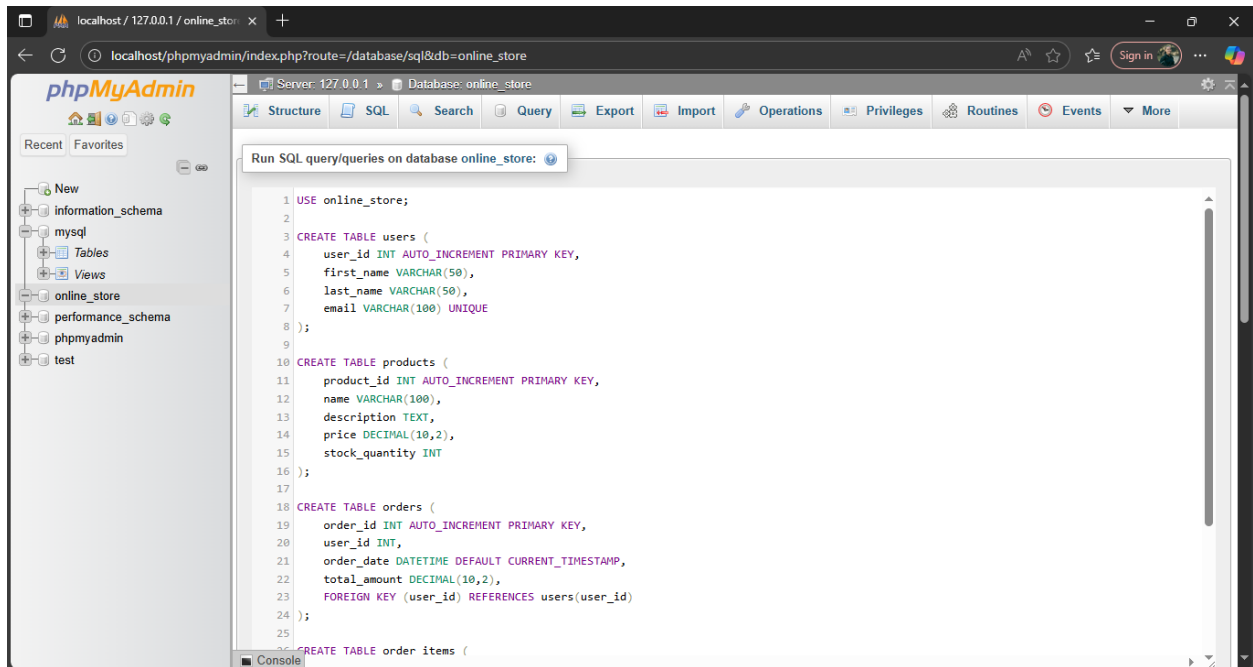 localhost / 127.0.0.1 / online_stor
localhost/phpmyadmin/index.php?route=/database/sql&db=online_store
Sign in
phpMyAdmin
Recent Favorites
New
information_schema
mysql
Tables
Views
online_store
performance_schema
phpmyadmin
test
Server: 127.0.0.1 » Database: online_store
Structure SQL Search Query Export Import Operations Privileges Routines Events More
Run SQL query/queries on database online_store:
1 USE online_store;
2
3 CREATE TABLE users (
4 user_id INT AUTO_INCREMENT PRIMARY KEY,
5 first_name VARCHAR(50),
6 last_name VARCHAR(50),
7 email VARCHAR(100) UNIQUE
8 );
9
10 CREATE TABLE products (
11 product_id INT AUTO_INCREMENT PRIMARY KEY,
12 name VARCHAR(100),
13 description TEXT,
14 price DECIMAL(10,2),
15 stock_quantity INT
16 );
17
18 CREATE TABLE orders (
19 order_id INT AUTO_INCREMENT PRIMARY KEY,
20 user_id INT,
21 order_date DATETIME DEFAULT CURRENT_TIMESTAMP,
22 total_amount DECIMAL(10,2),
23 FOREIGN KEY (user_id) REFERENCES users(user_id)
24 );
25
26 CREATE TABLE order items (
Console